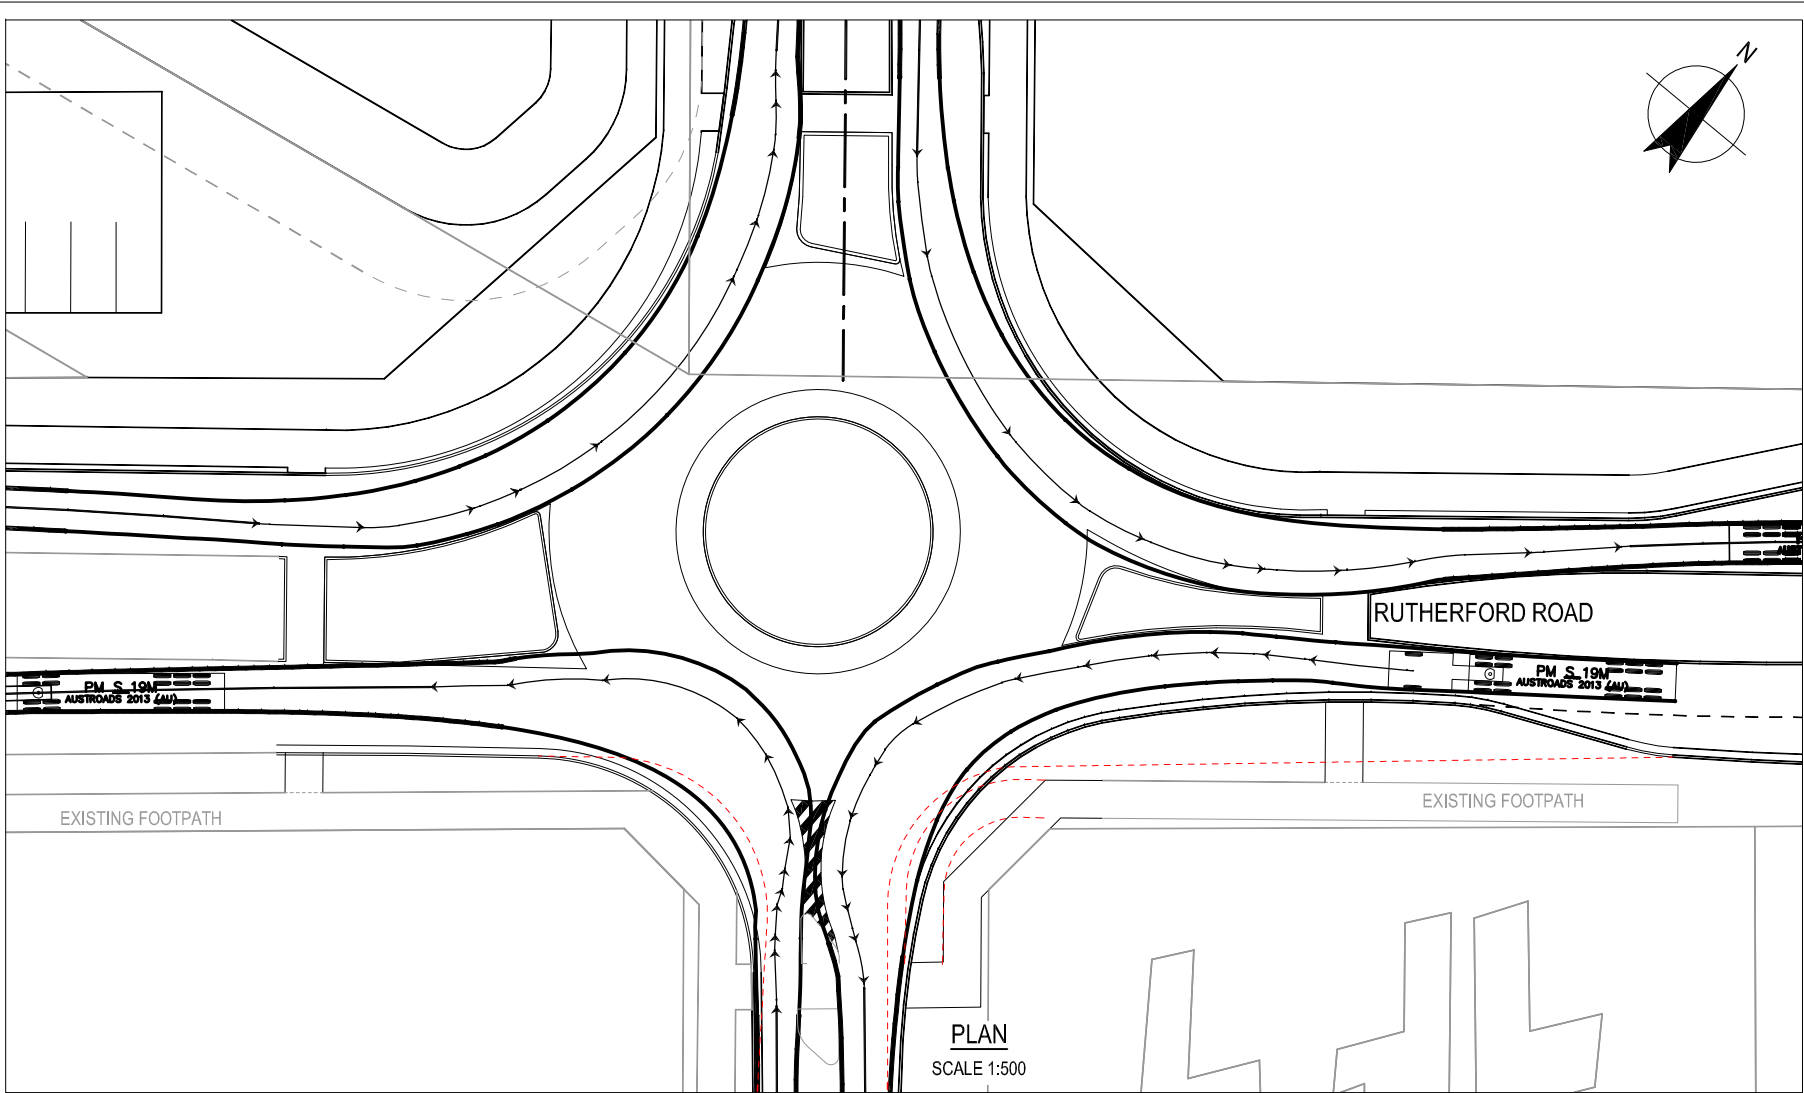 N
RUTHERFORD ROAD
PM_S_19M
AUSTROADS 2013 (AU)
PM_S_19M
AUSTROADS 2013 (AU)
EXISTING FOOTPATH
EXISTING FOOTPATH
PLAN
SCALE 1:500